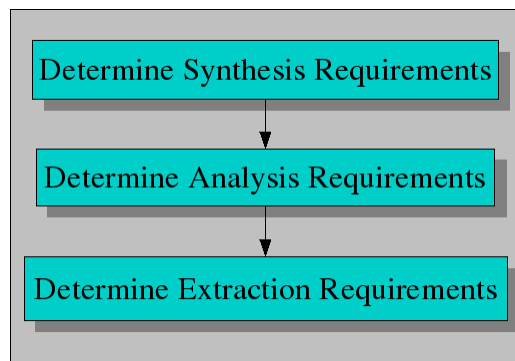 Determine Synthesis Requirements
Determine Analysis Requirements
Determine Extraction Requirements